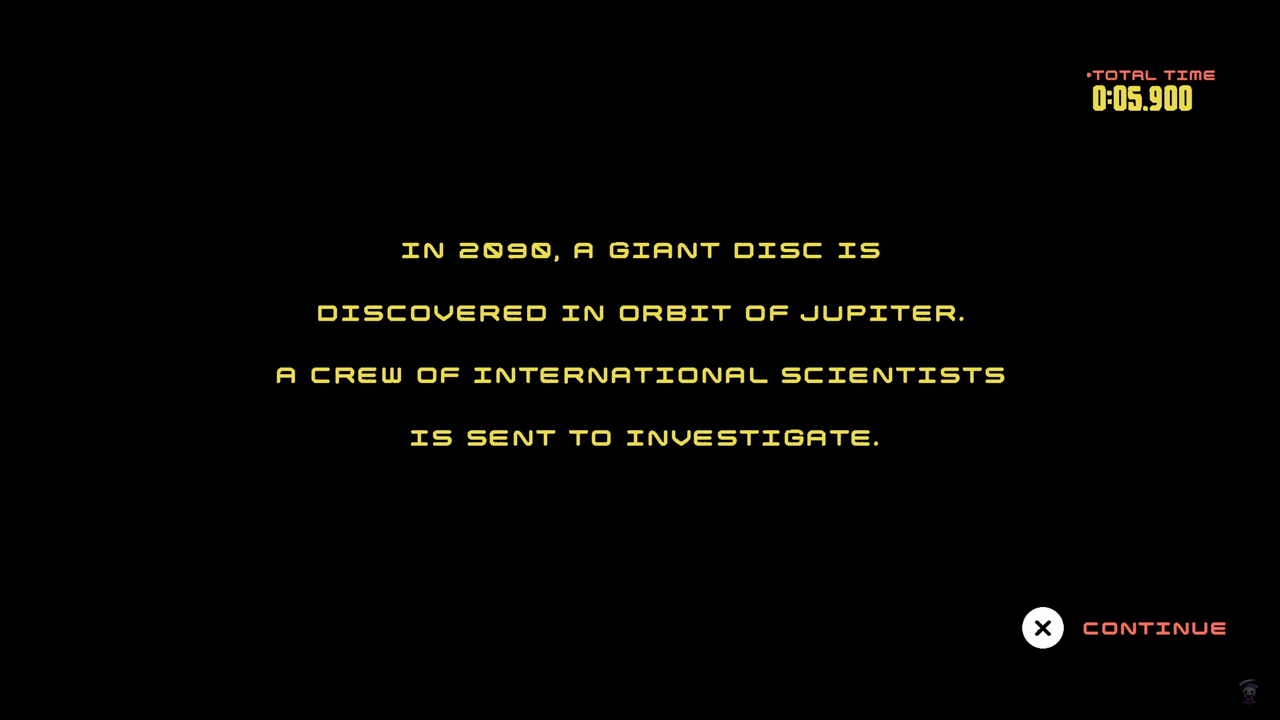 ▸TOTAL TIME
0:05.900
IN 2090, A GIANT DISC IS
DISCOVERED IN ORBIT OF JUPITER.
A CREW OF INTERNATIONAL SCIENTISTS
IS SENT TO INVESTIGATE.
X CONTINUE